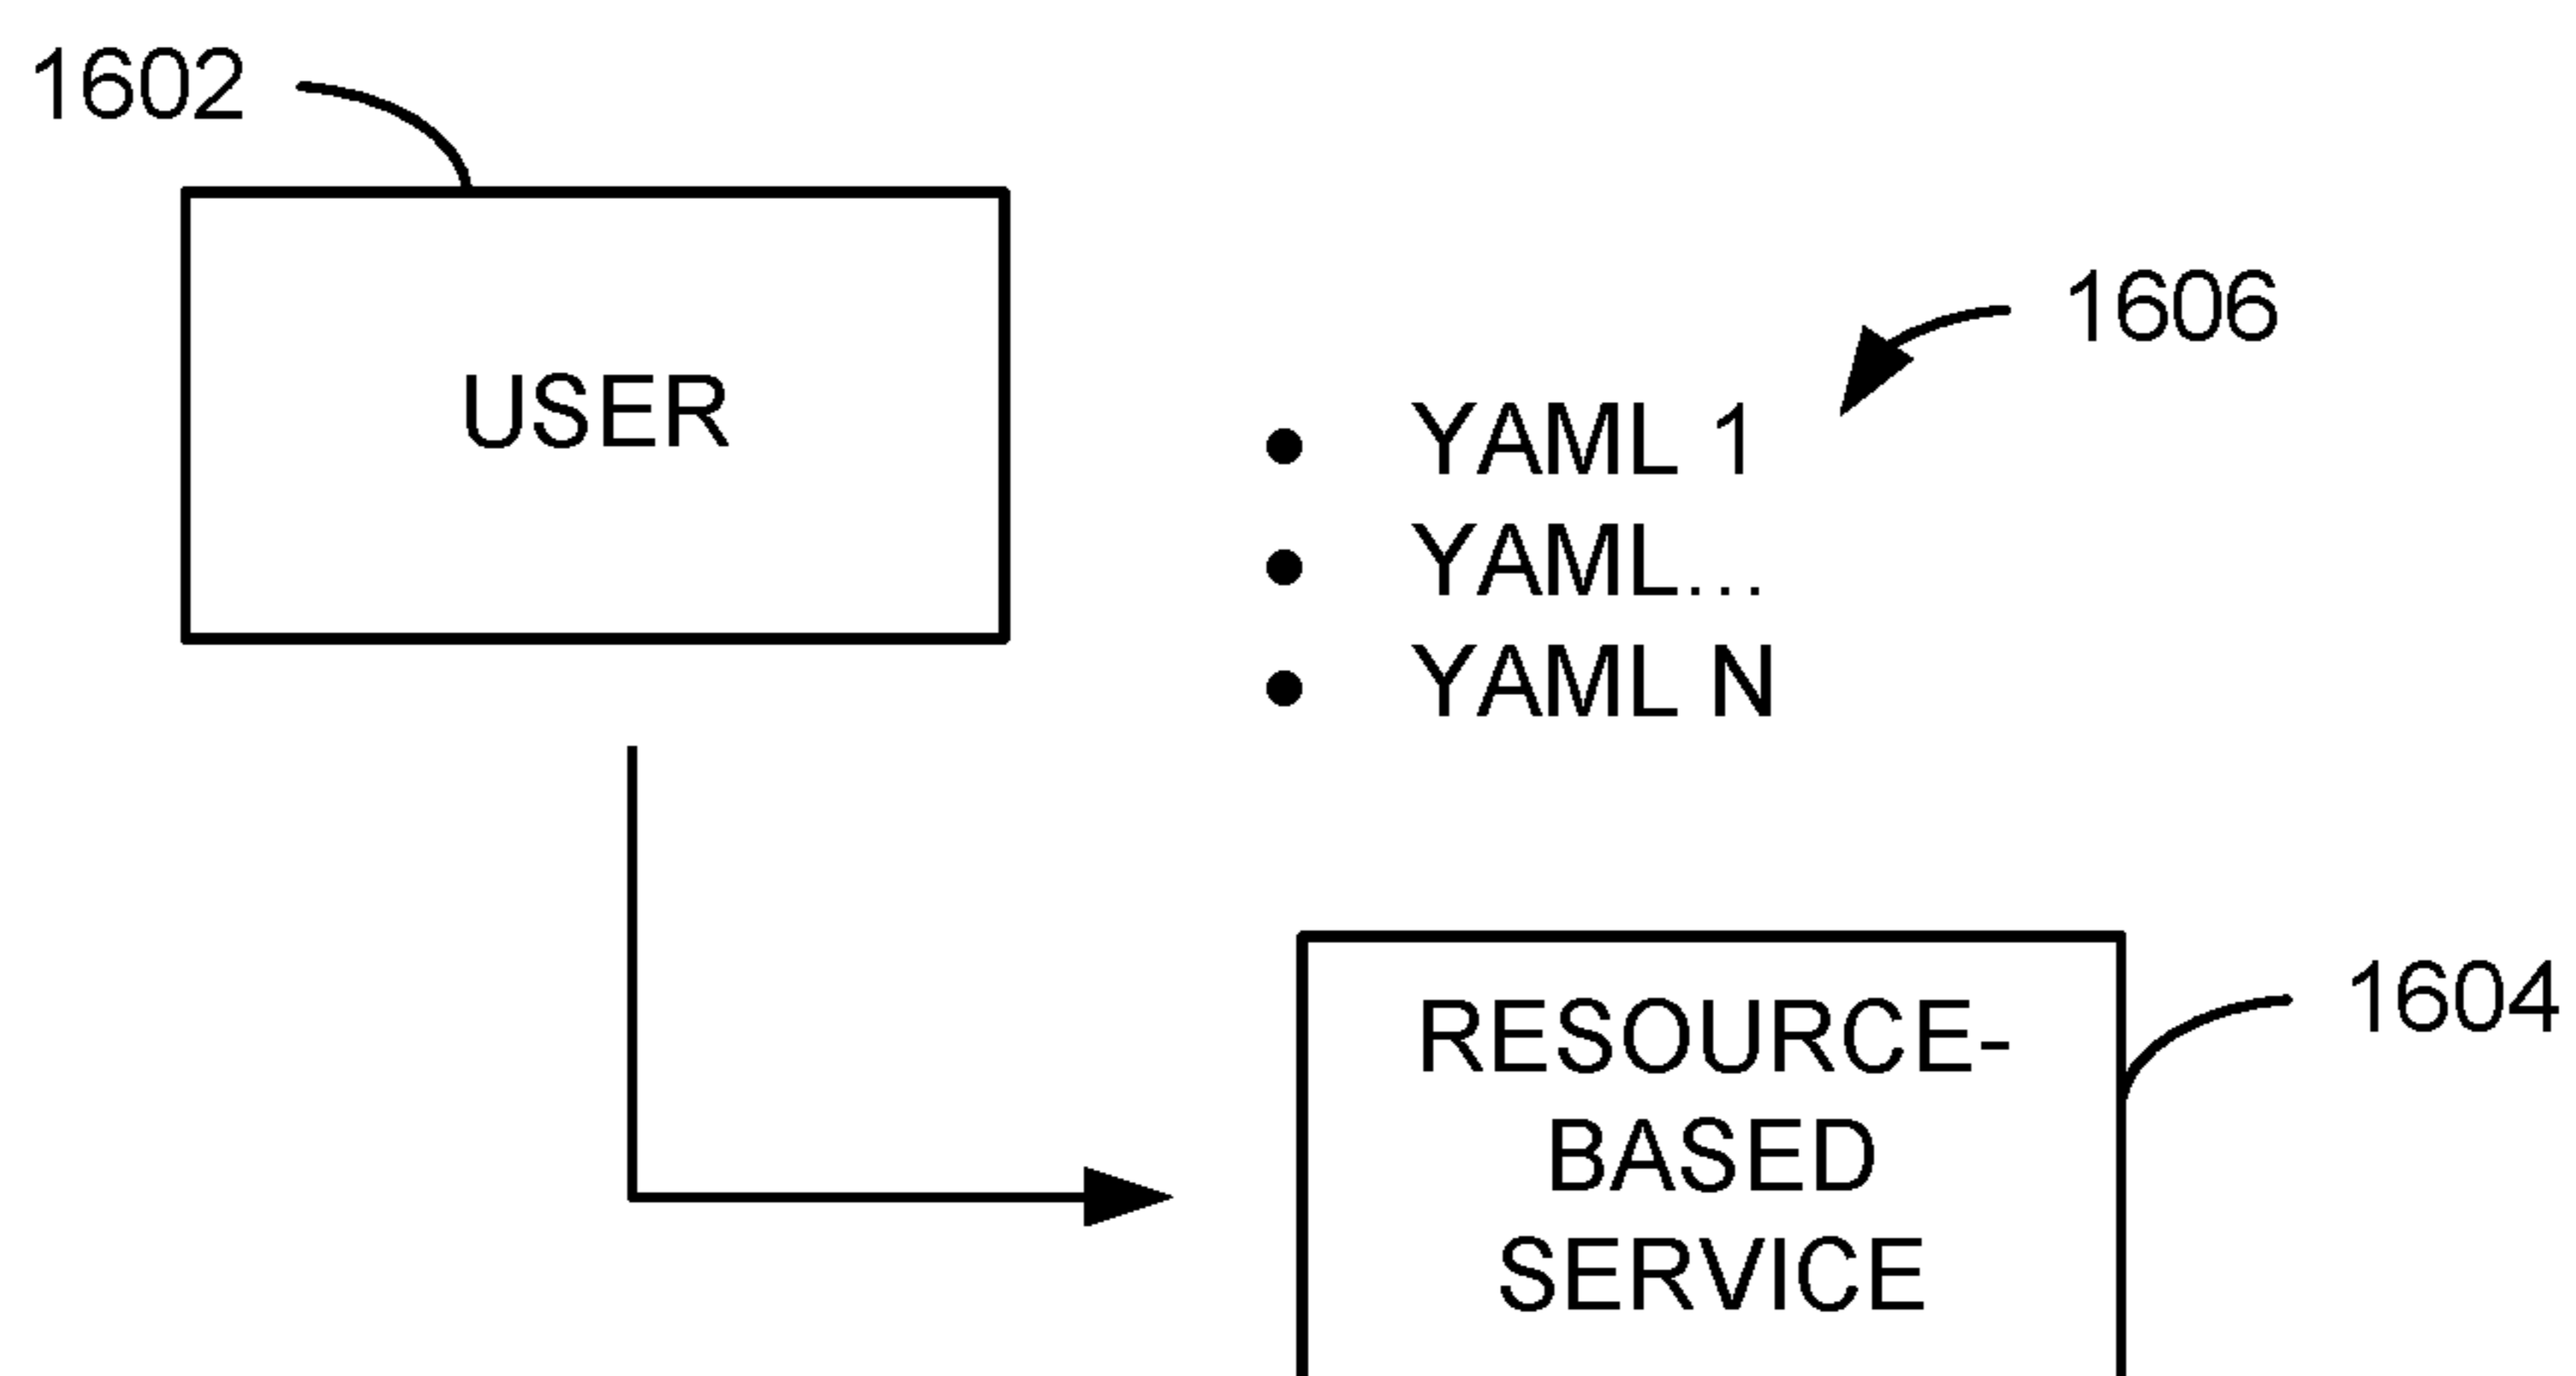 1602
USER
1606
• YAML 1
• YAML...
• YAML N
RESOURCE-
BASED
SERVICE
1604